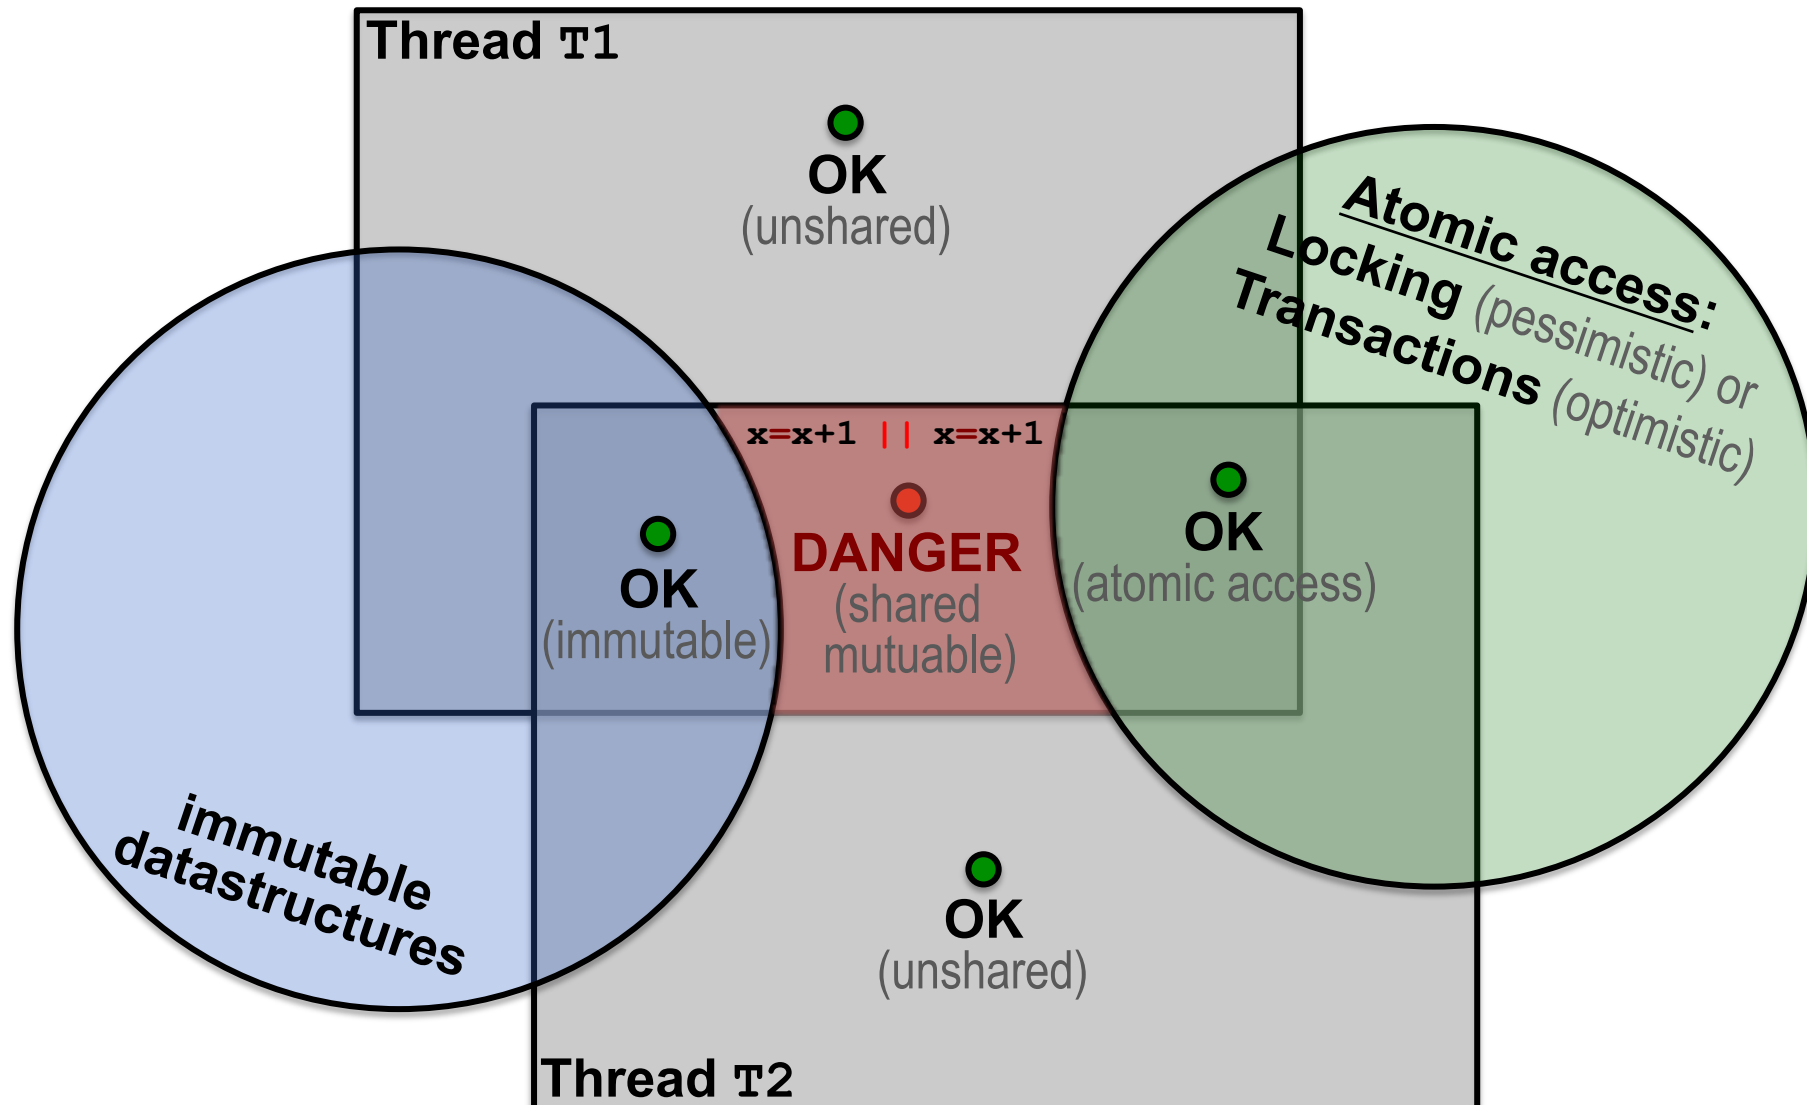 Thread T1
OK
(unshared)
Atomic access:
Locking (pessimistic) or
Transactions (optimistic)
x=x+1 || x=x+1
OK
(immutable)
DANGER
(shared
mutuable)
OK
(atomic access)
immutable
datastructures
OK
(unshared)
Thread T2